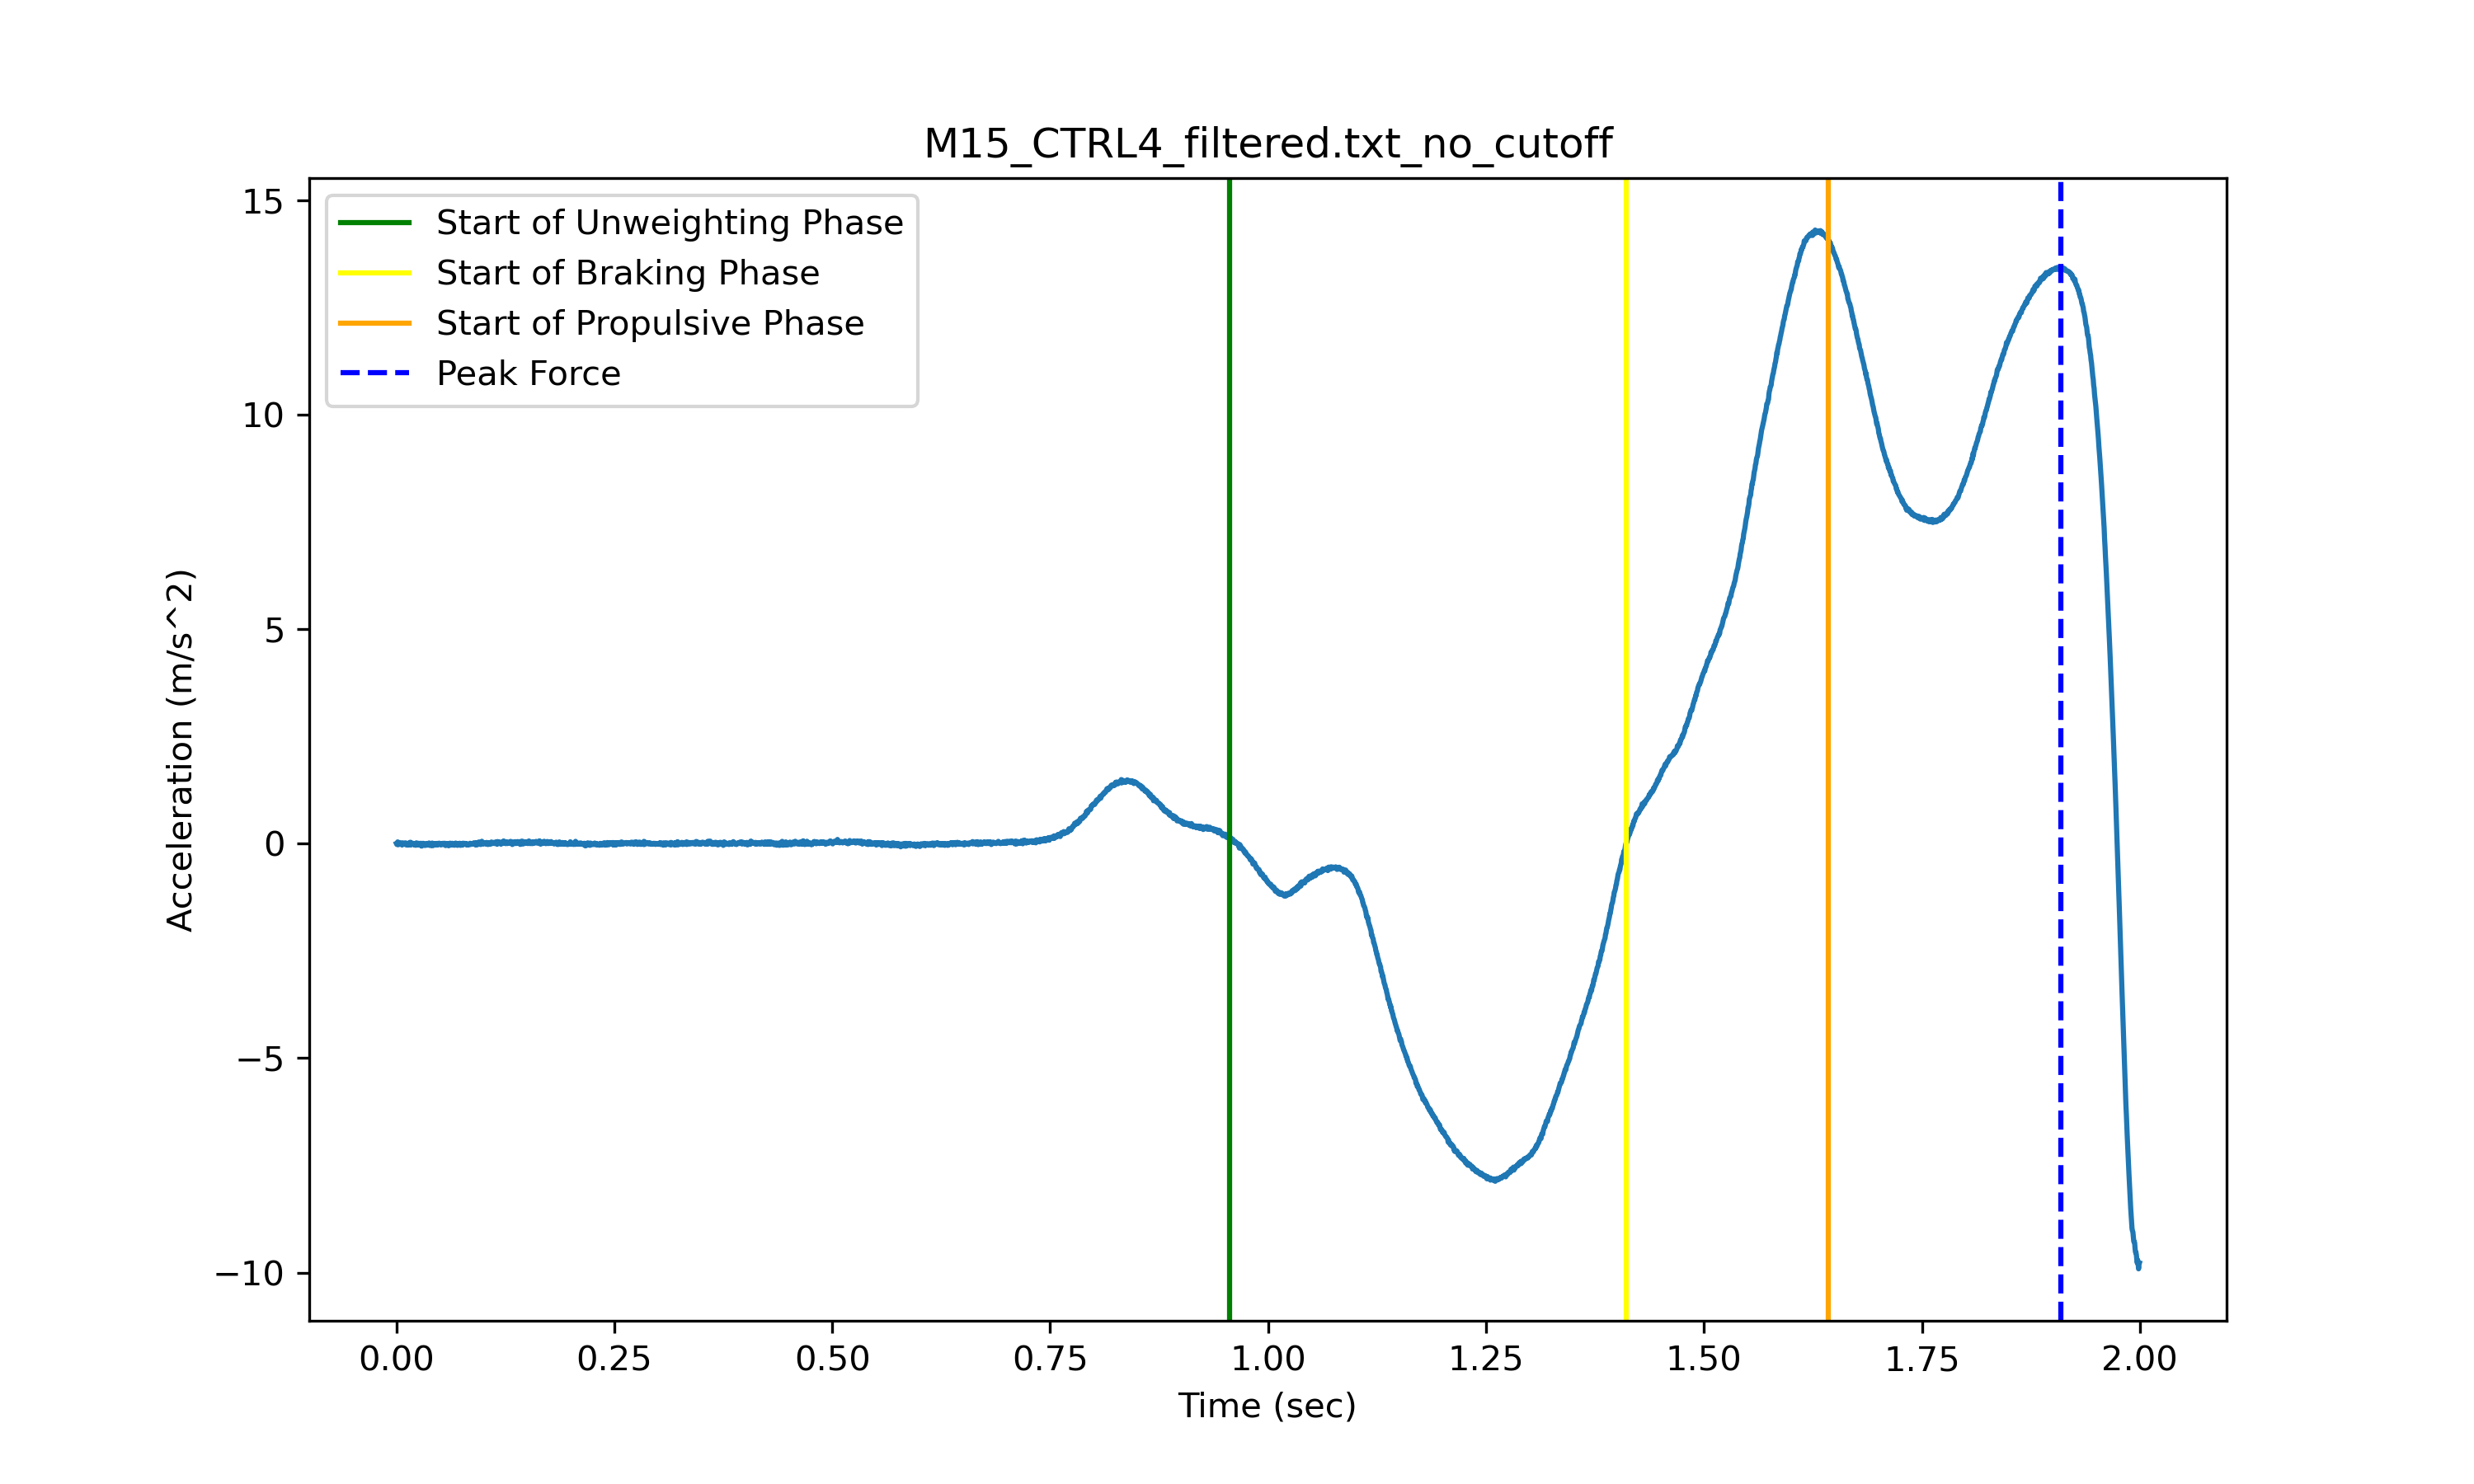 M15_CTRL4_filtered.txt_no_cutoff
Start of Unweighting Phase
Start of Braking Phase
Start of Propulsive Phase
Peak Force
Acceleration (m/s^2)
15
10
5
0
−5
−10
0.00 0.25 0.50 0.75 1.00 1.25 1.50 1.75 2.00
Time (sec)